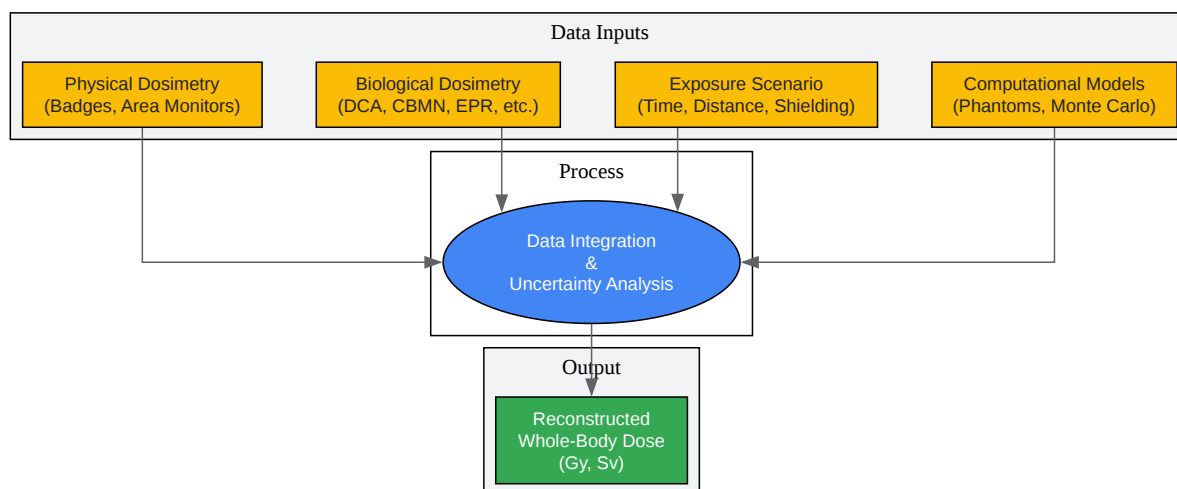 Data Inputs
Physical Dosimetry
(Badges, Area Monitors)
Biological Dosimetry
(DCA, CBMN, EPR, etc.)
Exposure Scenario
(Time, Distance, Shielding)
Computational Models
(Phantoms, Monte Carlo)
Process
Data Integration
&
Uncertainty Analysis
Output
Reconstructed
Whole-Body Dose
(Gy, Sv)